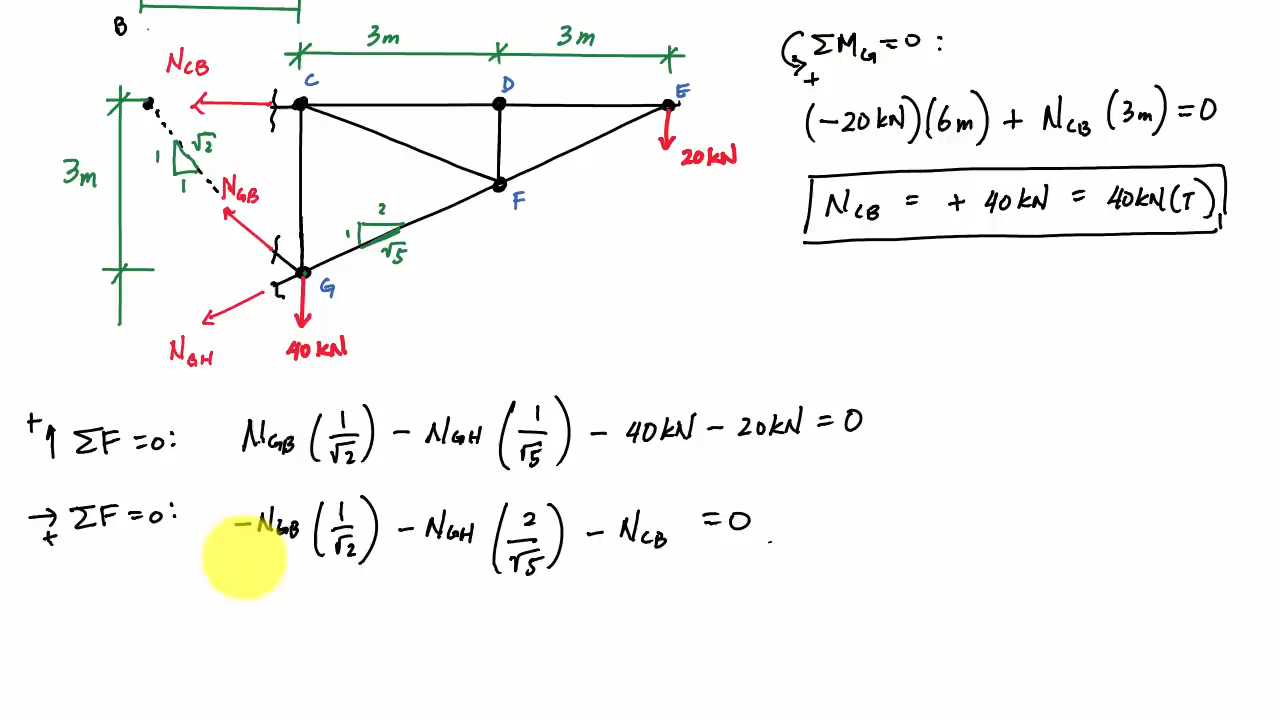 B
3m 3m
N_CB
C D E
3m
1 √2
1
N_GB
20kN
F
2
1 √5
G
N_GH
40kN
+ ΣM_G = 0 :
(-20kN)(6m) + N_CB (3m) = 0
N_CB = + 40kN = 40kN(T)
+↑ ΣF = 0: N_GB (1/√2) - N_GH (1/√5) - 40kN - 20kN = 0
→+ ΣF = 0: -N_GB (1/√2) - N_GH (2/√5) - N_CB = 0